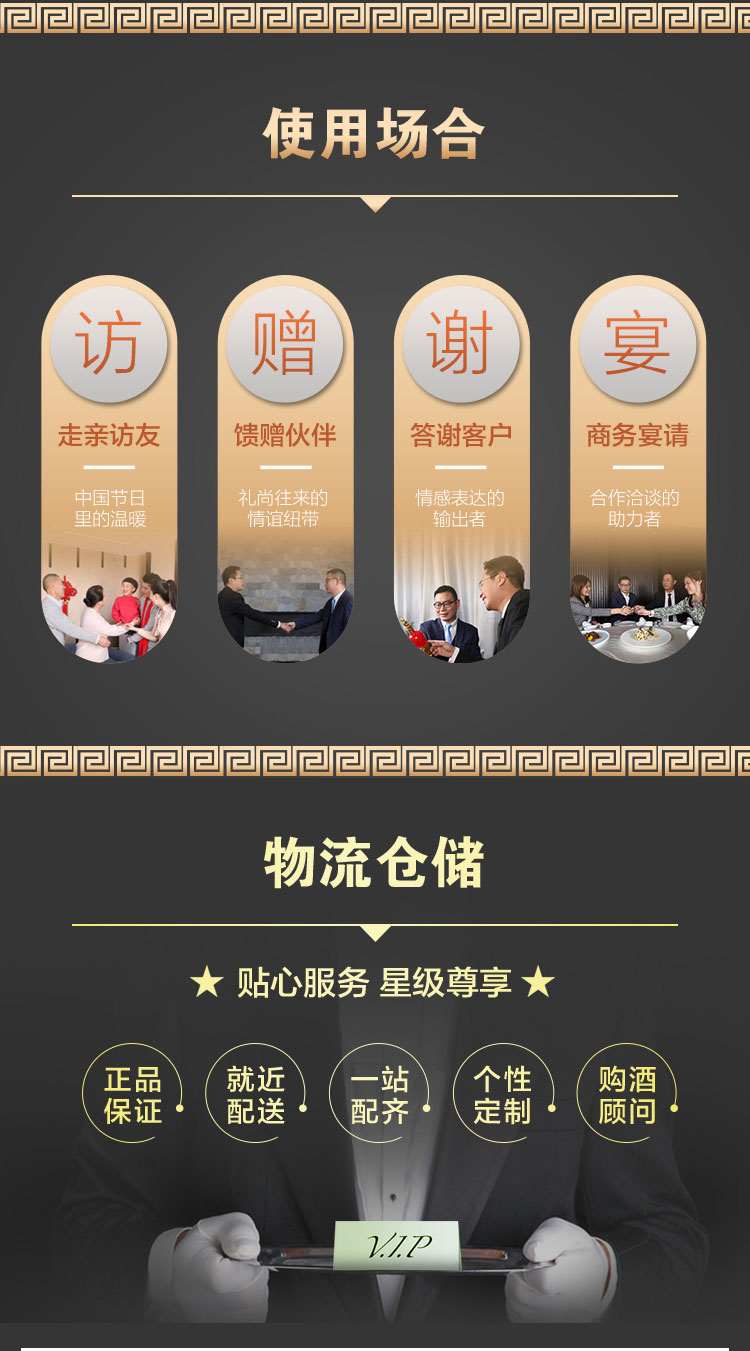 使用场合
访
走亲访友
中国节日
里的温暖
赠
馈赠伙伴
礼尚往来的
情谊纽带
谢
答谢客户
情感表达的
输出者
宴
商务宴请
合作洽谈的
助力者
物流仓储
贴心服务 星级尊享
正品
保证
就近
配送
一站
配齐
个性
定制
购酒
顾问
V.I.P